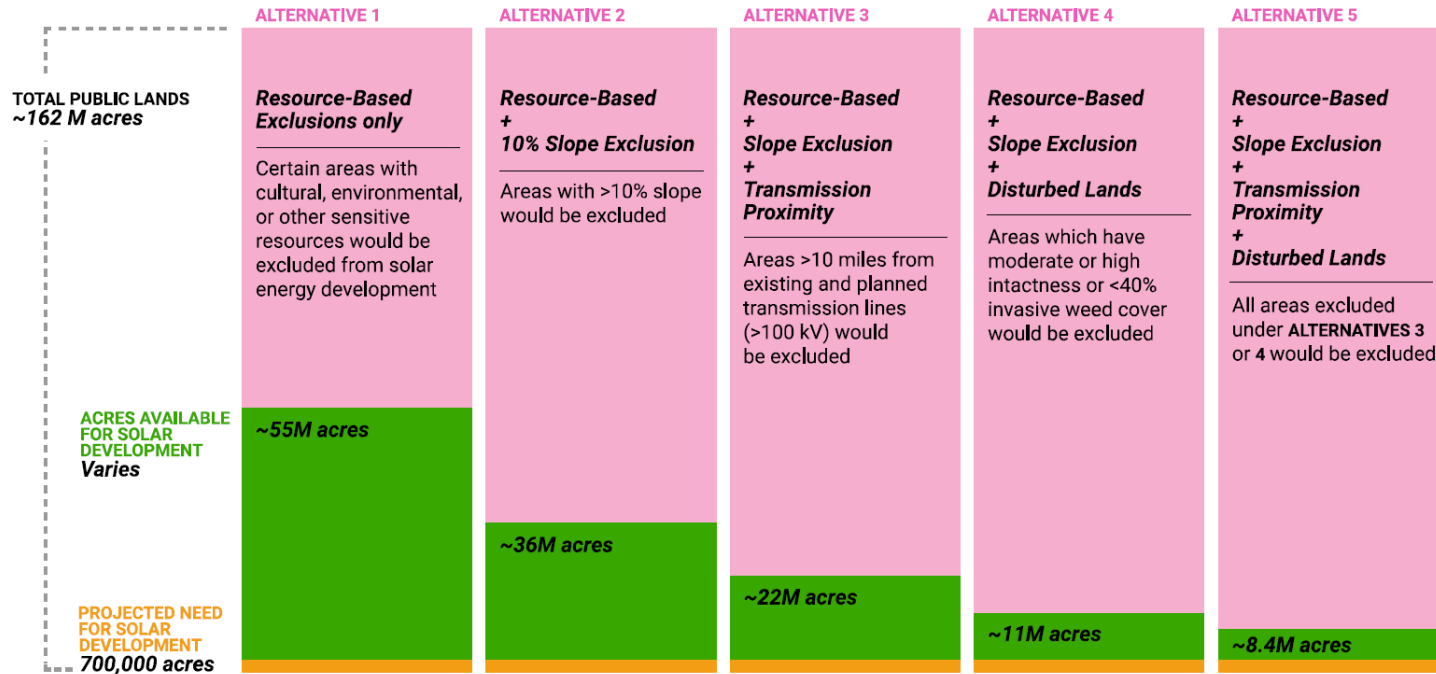 ALTERNATIVE 1
ALTERNATIVE 2
ALTERNATIVE 3
ALTERNATIVE 4
ALTERNATIVE 5
TOTAL PUBLIC LANDS
~162 M acres
Resource-Based
Exclusions only
Certain areas with
cultural, environmental,
or other sensitive
resources would be
excluded from solar
energy development
Resource-Based
+
10% Slope Exclusion
Areas with >10% slope
would be excluded
Resource-Based
+
Slope Exclusion
+
Transmission
Proximity
Areas >10 miles from
existing and planned
transmission lines
(>100 kV) would
be excluded
Resource-Based
+
Slope Exclusion
+
Disturbed Lands
Areas which have
moderate or high
intactness or <40%
invasive weed cover
would be excluded
Resource-Based
+
Slope Exclusion
+
Transmission
Proximity
+
Disturbed Lands
All areas excluded
under ALTERNATIVES 3
or 4 would be excluded
ACRES AVAILABLE
FOR SOLAR
DEVELOPMENT
Varies
~55M acres
~36M acres
~22M acres
~11M acres
~8.4M acres
PROJECTED NEED
FOR SOLAR
DEVELOPMENT
700,000 acres